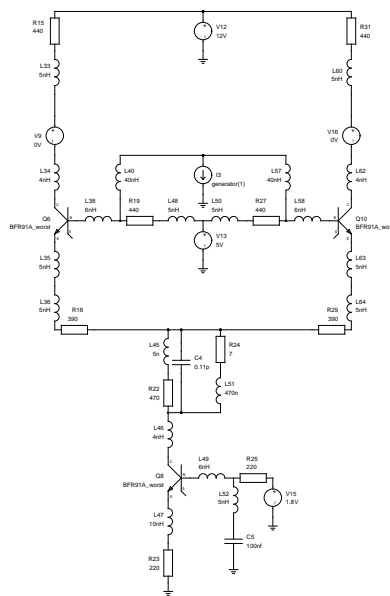 R15
440
V12
12V
R31
440
L33
5nH
L60
5nH
V9
0V
V16
0V
L34
4nH
L40
40nH
I3
generator(1)
L57
40nH
L62
4nH
C
L38
6nH
R19
440
L48
5nH
L50
5nH
R27
440
L58
6nH
C
Q6
BFR91A_worst
B
S
E
V13
5V
B
S
E
Q10
BFR91A_wors
L35
5nH
L63
5nH
L36
5nH
L64
5nH
R18
390
R29
390
L45
5n
C4
0.11p
R24
7
R22
470
L51
470n
L46
4nH
C
L49
6nH
R25
220
Q8
BFR91A_worst
B
S
E
L52
5nH
V15
1.8V
L47
10nH
C5
100nf
R23
220